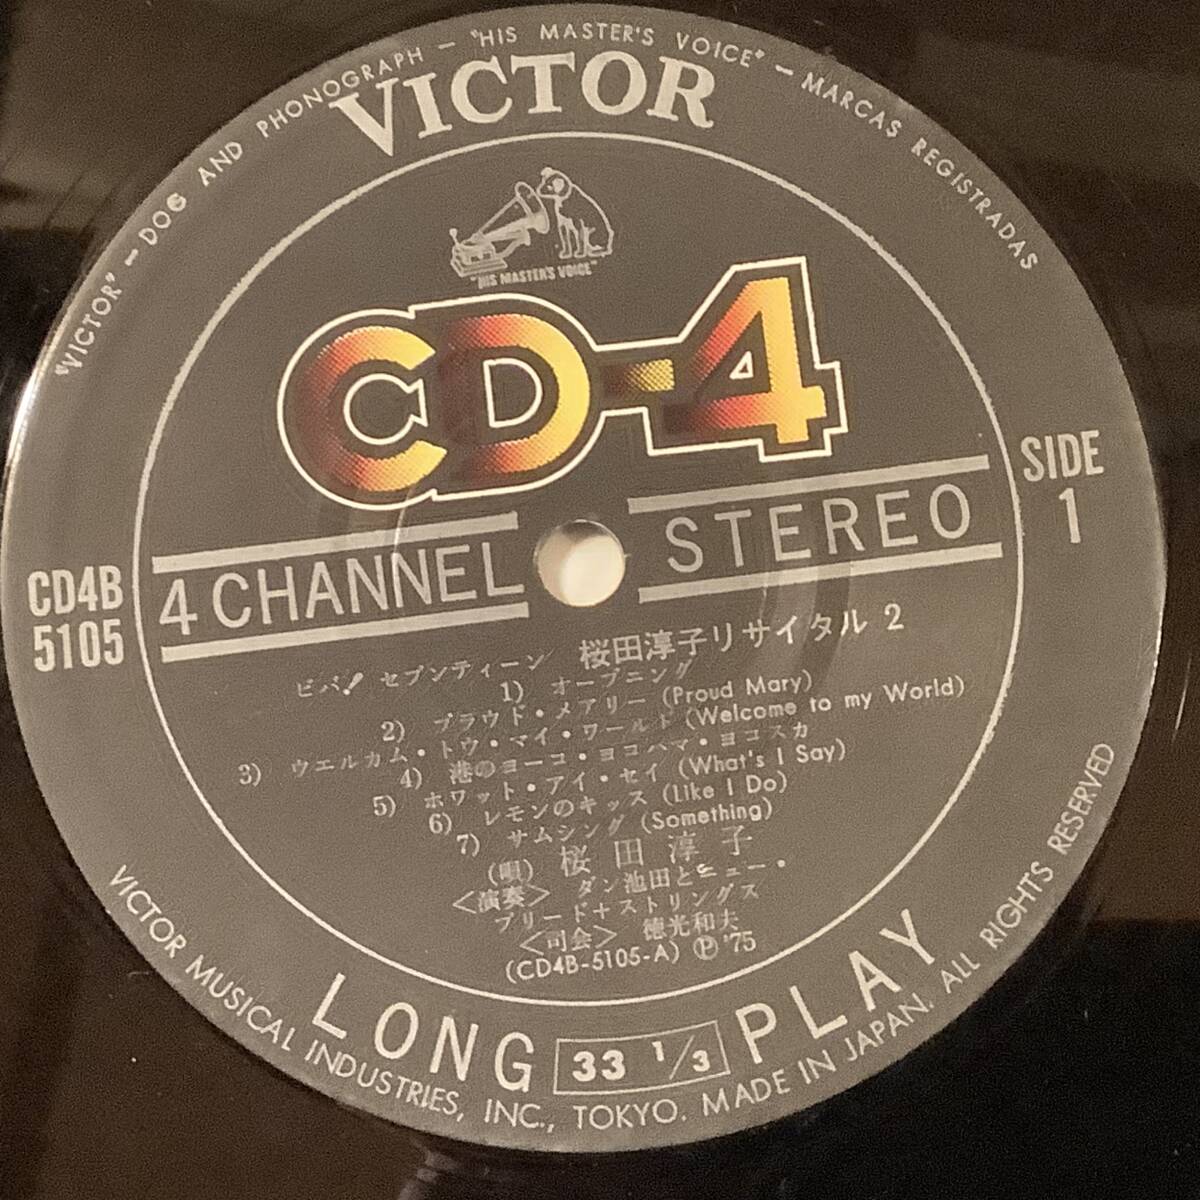 "VICTOR" – DOG AND PHONOGRAPH – "HIS MASTER'S VOICE" – MARCAS REGISTRADAS
VICTOR
"HIS MASTER'S VOICE"
CD-4
4 CHANNEL STEREO
SIDE
1
CD4B
5105
ビバ! セブンティーン 桜田淳子リサイタル 2
1) オープニング
2) プラウド・メアリー (Proud Mary)
3) ウエルカム・トウ・マイ・ワールド (Welcome to my World)
4) 港のヨーコ・ヨコハマ・ヨコスカ
5) ホワット・アイ・セイ (What's I Say)
6) レモンのキッス (Like I Do)
7) サムシング (Something)
(唄) 桜田淳子
〈演奏〉 ダン池田とニュー・
ブリード+ストリングス
〈司会〉 徳光和夫
(CD4B-5105-A) Ⓟ '75
LONG 33 1/3 PLAY
VICTOR MUSICAL INDUSTRIES, INC., TOKYO. MADE IN JAPAN. ALL RIGHTS RESERVED